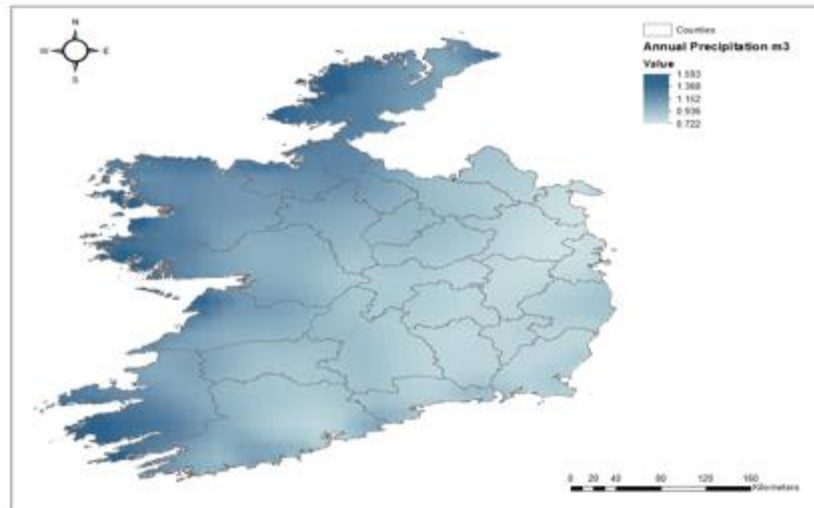 N
W E
S
Counties
Annual Precipitation m3
Value
1.593
1.368
1.152
0.936
0.722
0 20 40 80 120 160
Kilometers